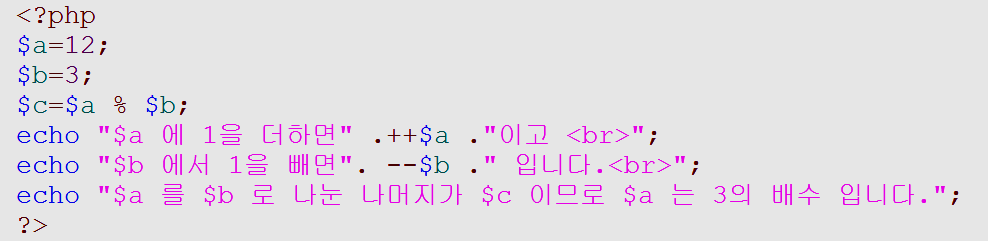 <?php
$a=12;
$b=3;
$c=$a % $b;
echo "$a 에 1을 더하면" .++$a ."이고 <br>";
echo "$b 에서 1을 빼면". --$b ." 입니다.<br>";
echo "$a 를 $b 로 나눈 나머지가 $c 이므로 $a 는 3의 배수 입니다.";
?>